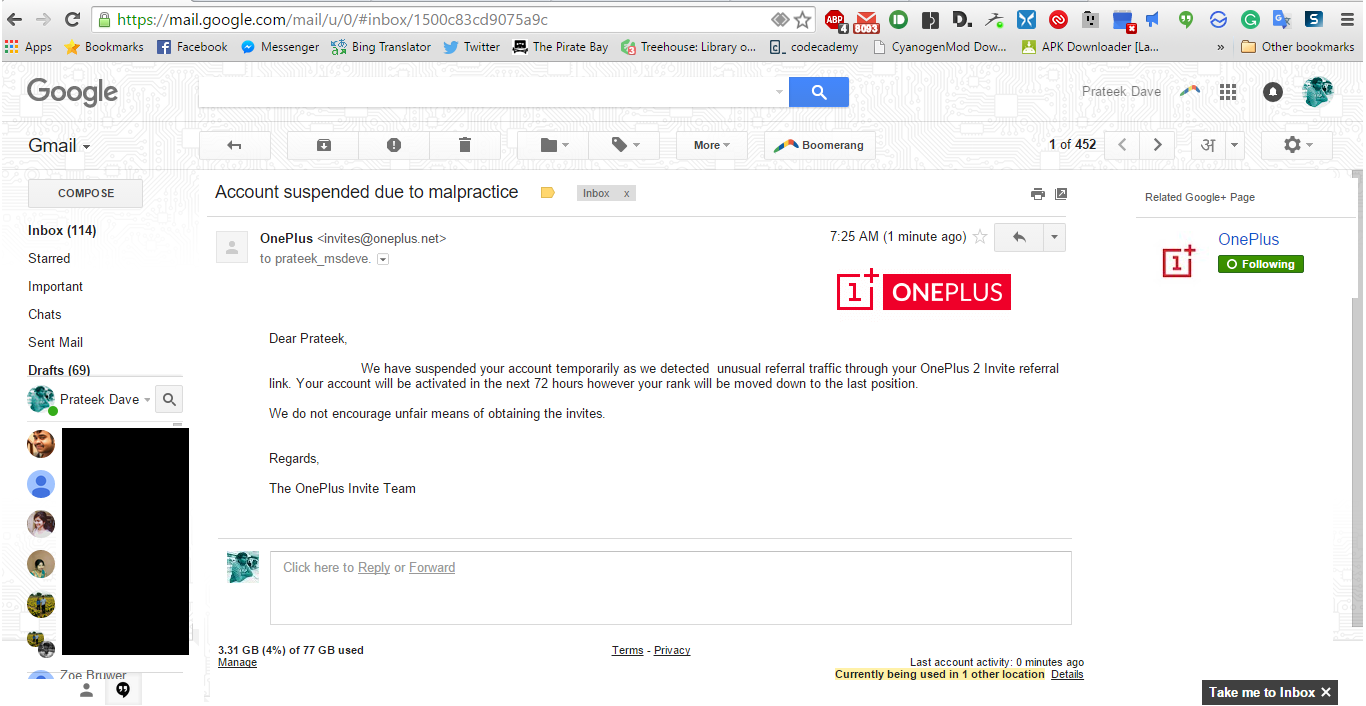 https://mail.google.com/mail/u/0/#inbox/1500c83cd9075a9c
ABP 4 8093 D.
Apps Bookmarks Facebook Messenger Bing Translator Twitter The Pirate Bay Treehouse: Library o... codecademy CyanogenMod Dow... APK Downloader [La... » Other bookmarks
Google
Prateek Dave
Gmail
More
Boomerang
1 of 452
अ
COMPOSE
Account suspended due to malpractice
Inbox x
Related Google+ Page
Inbox (114)
Starred
Important
Chats
Sent Mail
Drafts (69)
Prateek Dave
OnePlus <invites@oneplus.net>
7:25 AM (1 minute ago)
to prateek_msdeve.
OnePlus
Following
1+ ONEPLUS
Dear Prateek,
We have suspended your account temporarily as we detected unusual referral traffic through your OnePlus 2 Invite referral
link. Your account will be activated in the next 72 hours however your rank will be moved down to the last position.
We do not encourage unfair means of obtaining the invites.
Regards,
The OnePlus Invite Team
Click here to Reply or Forward
3.31 GB (4%) of 77 GB used
Manage
Terms - Privacy
Last account activity: 0 minutes ago
Currently being used in 1 other location Details
Zoe Bruwer
Take me to Inbox ×